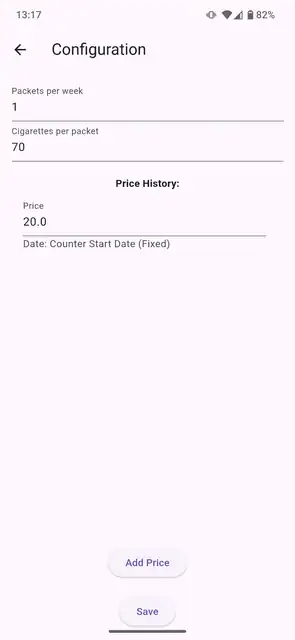 13:17
82%
Configuration
Packets per week
1
Cigarettes per packet
70
Price History:
Price
20.0
Date: Counter Start Date (Fixed)
Add Price
Save